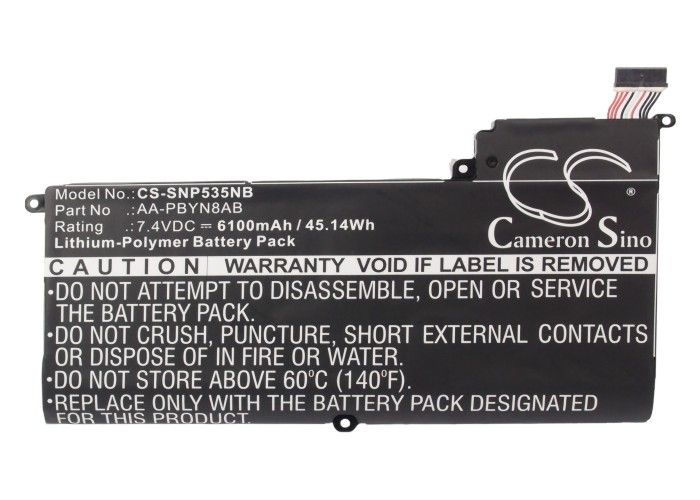 Model No.: CS-SNP535NB
Part No : AA-PBYN8AB
Rating : 7.4VDC ⎓ 6100mAh / 45.14Wh
Lithium-Polymer Battery Pack
CS
Cameron Sino
CAUTION WARRANTY VOID IF LABEL IS REMOVED
•DO NOT ATTEMPT TO DISASSEMBLE, OPEN OR SERVICE
THE BATTERY PACK.
•DO NOT CRUSH, PUNCTURE, SHORT EXTERNAL CONTACTS
OR DISPOSE OF IN FIRE OR WATER.
•DO NOT STORE ABOVE 60°C (140°F).
•REPLACE ONLY WITH THE BATTERY PACK DESIGNATED
FOR THIS EQUIPMENT.